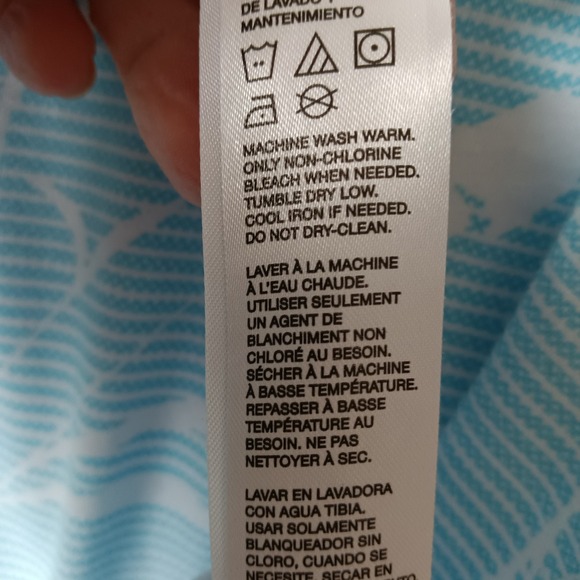 DE LAVADO Y
MANTENIMIENTO
MACHINE WASH WARM.
ONLY NON-CHLORINE
BLEACH WHEN NEEDED.
TUMBLE DRY LOW.
COOL IRON IF NEEDED.
DO NOT DRY-CLEAN.
LAVER À LA MACHINE
À L'EAU CHAUDE.
UTILISER SEULEMENT
UN AGENT DE
BLANCHIMENT NON
CHLORÉ AU BESOIN.
SÉCHER À LA MACHINE
À BASSE TEMPÉRATURE.
REPASSER À BASSE
TEMPÉRATURE AU
BESOIN. NE PAS
NETTOYER À SEC.
LAVAR EN LAVADORA
CON AGUA TIBIA.
USAR SOLAMENTE
BLANQUEADOR SIN
CLORO, CUANDO SE
NECESITE. SECAR EN